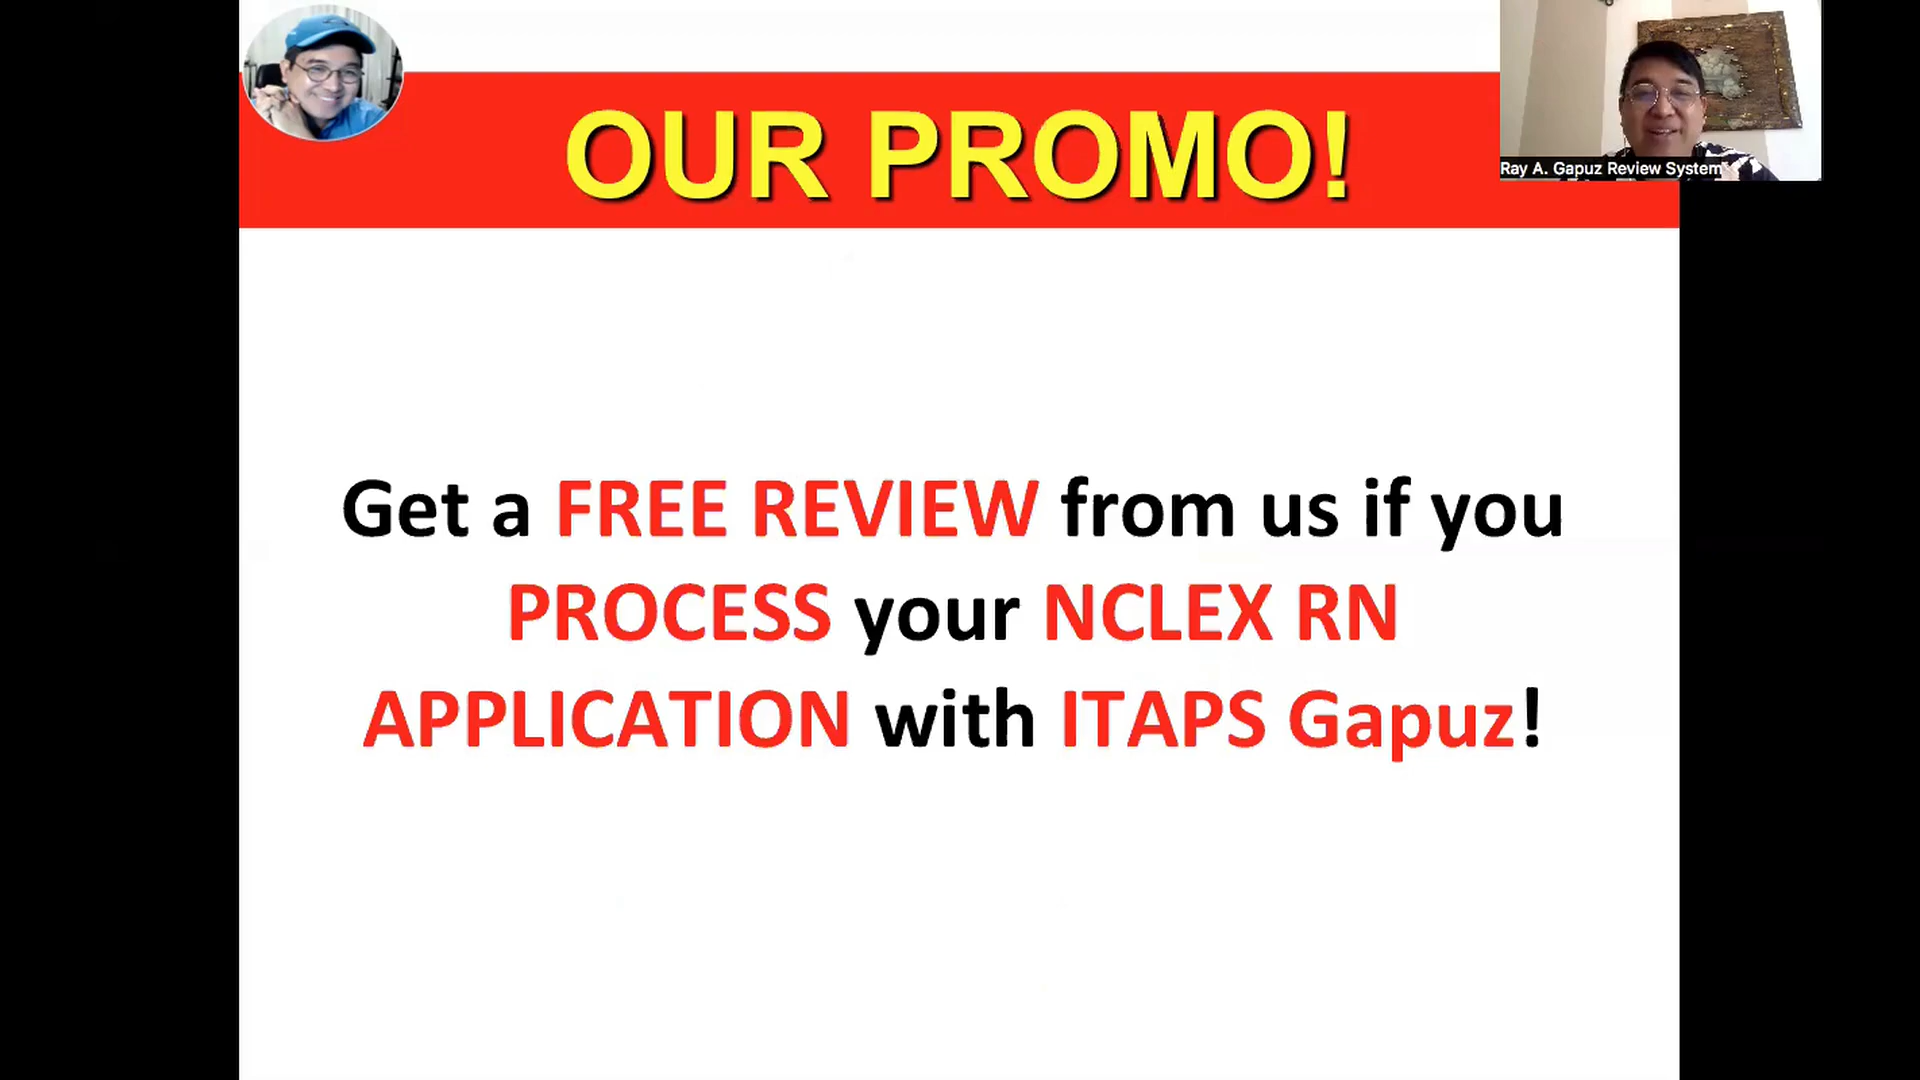 OUR PROMO!
Ray A. Gapuz Review System
Get a FREE REVIEW from us if you
PROCESS your NCLEX RN
APPLICATION with ITAPS Gapuz!